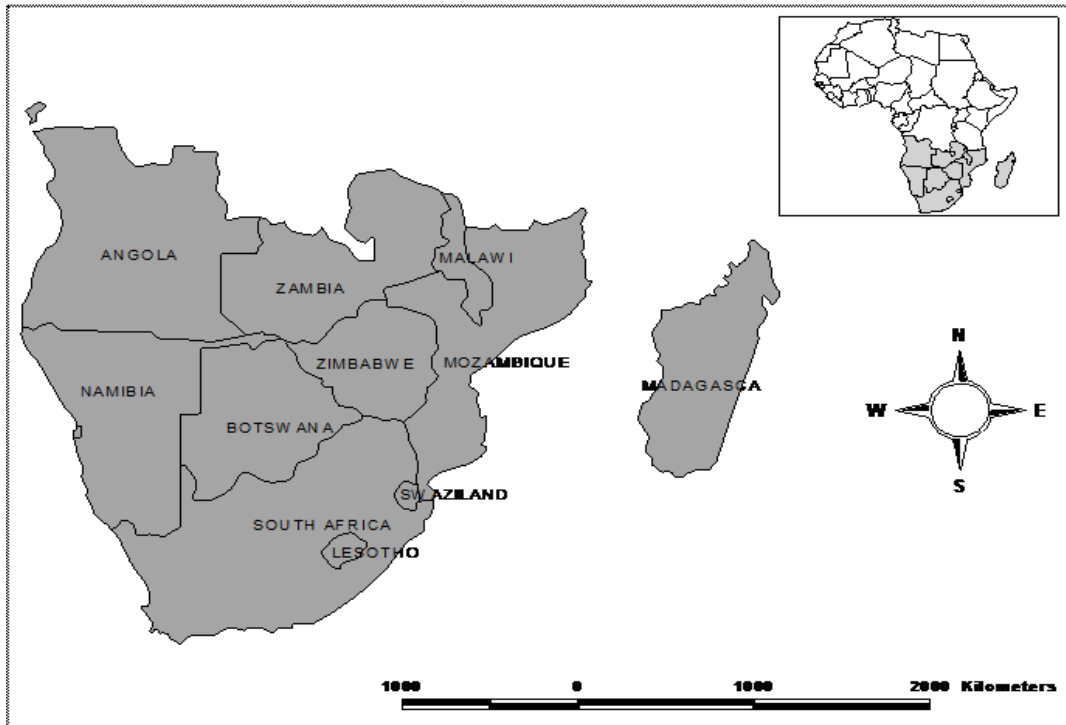 ANGOLA
MALAWI
ZAMBIA
ZIMBABWE
MOZAMBIQUE
NAMIBIA
MADAGASCA
BOTSWANA
SWAZILAND
SOUTH AFRICA
LESOTHO
N
W
E
S
1000 0 1000 2000 Kilometers